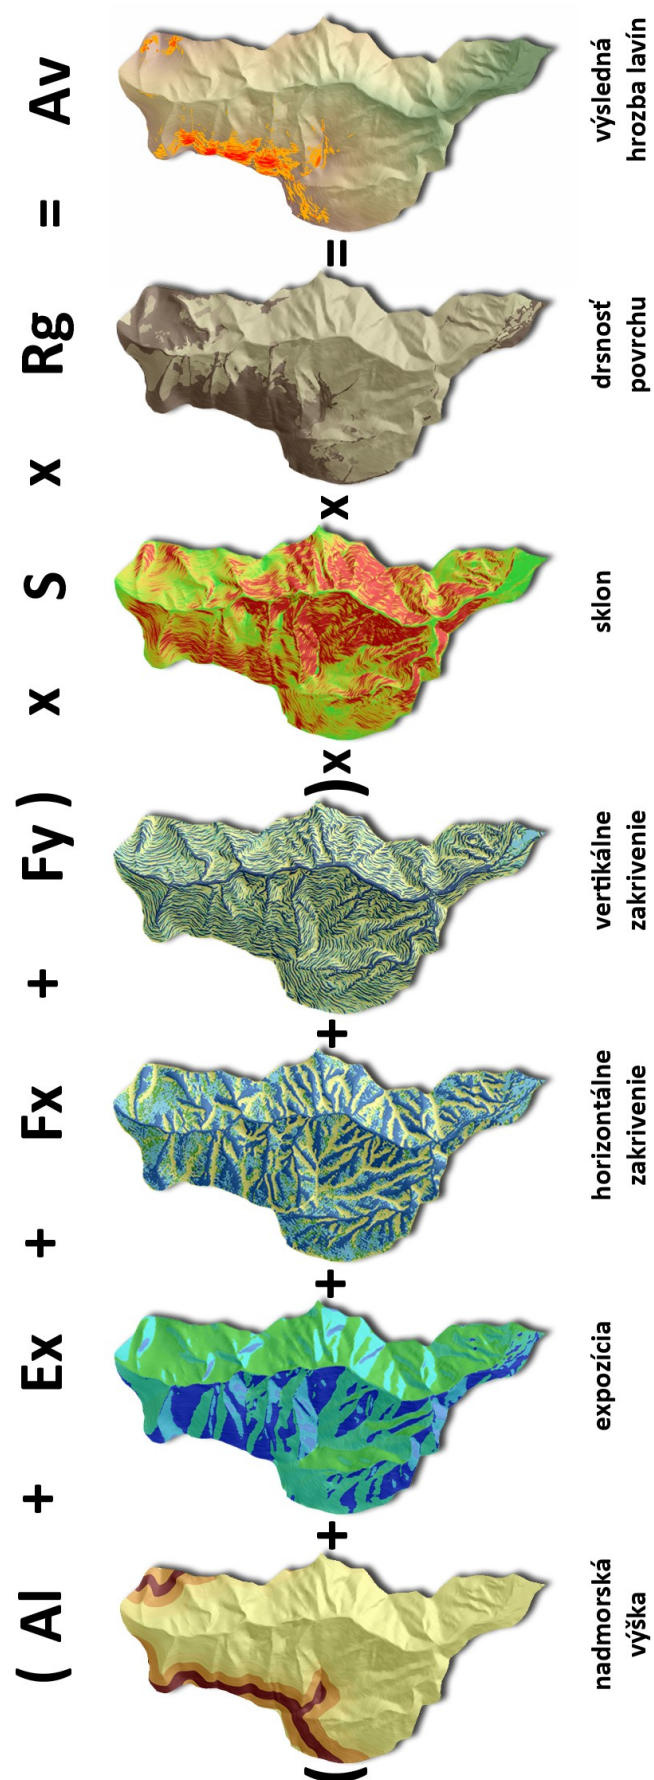 ( Al + Ex + Fx + Fy ) x S x Rg = Av
( + + + ) x x =
nadmorská
výška
expozícia
horizontálne
zakrivenie
vertikálne
zakrivenie
sklon
drsnosť
povrchu
výsledná
hrozba lavín